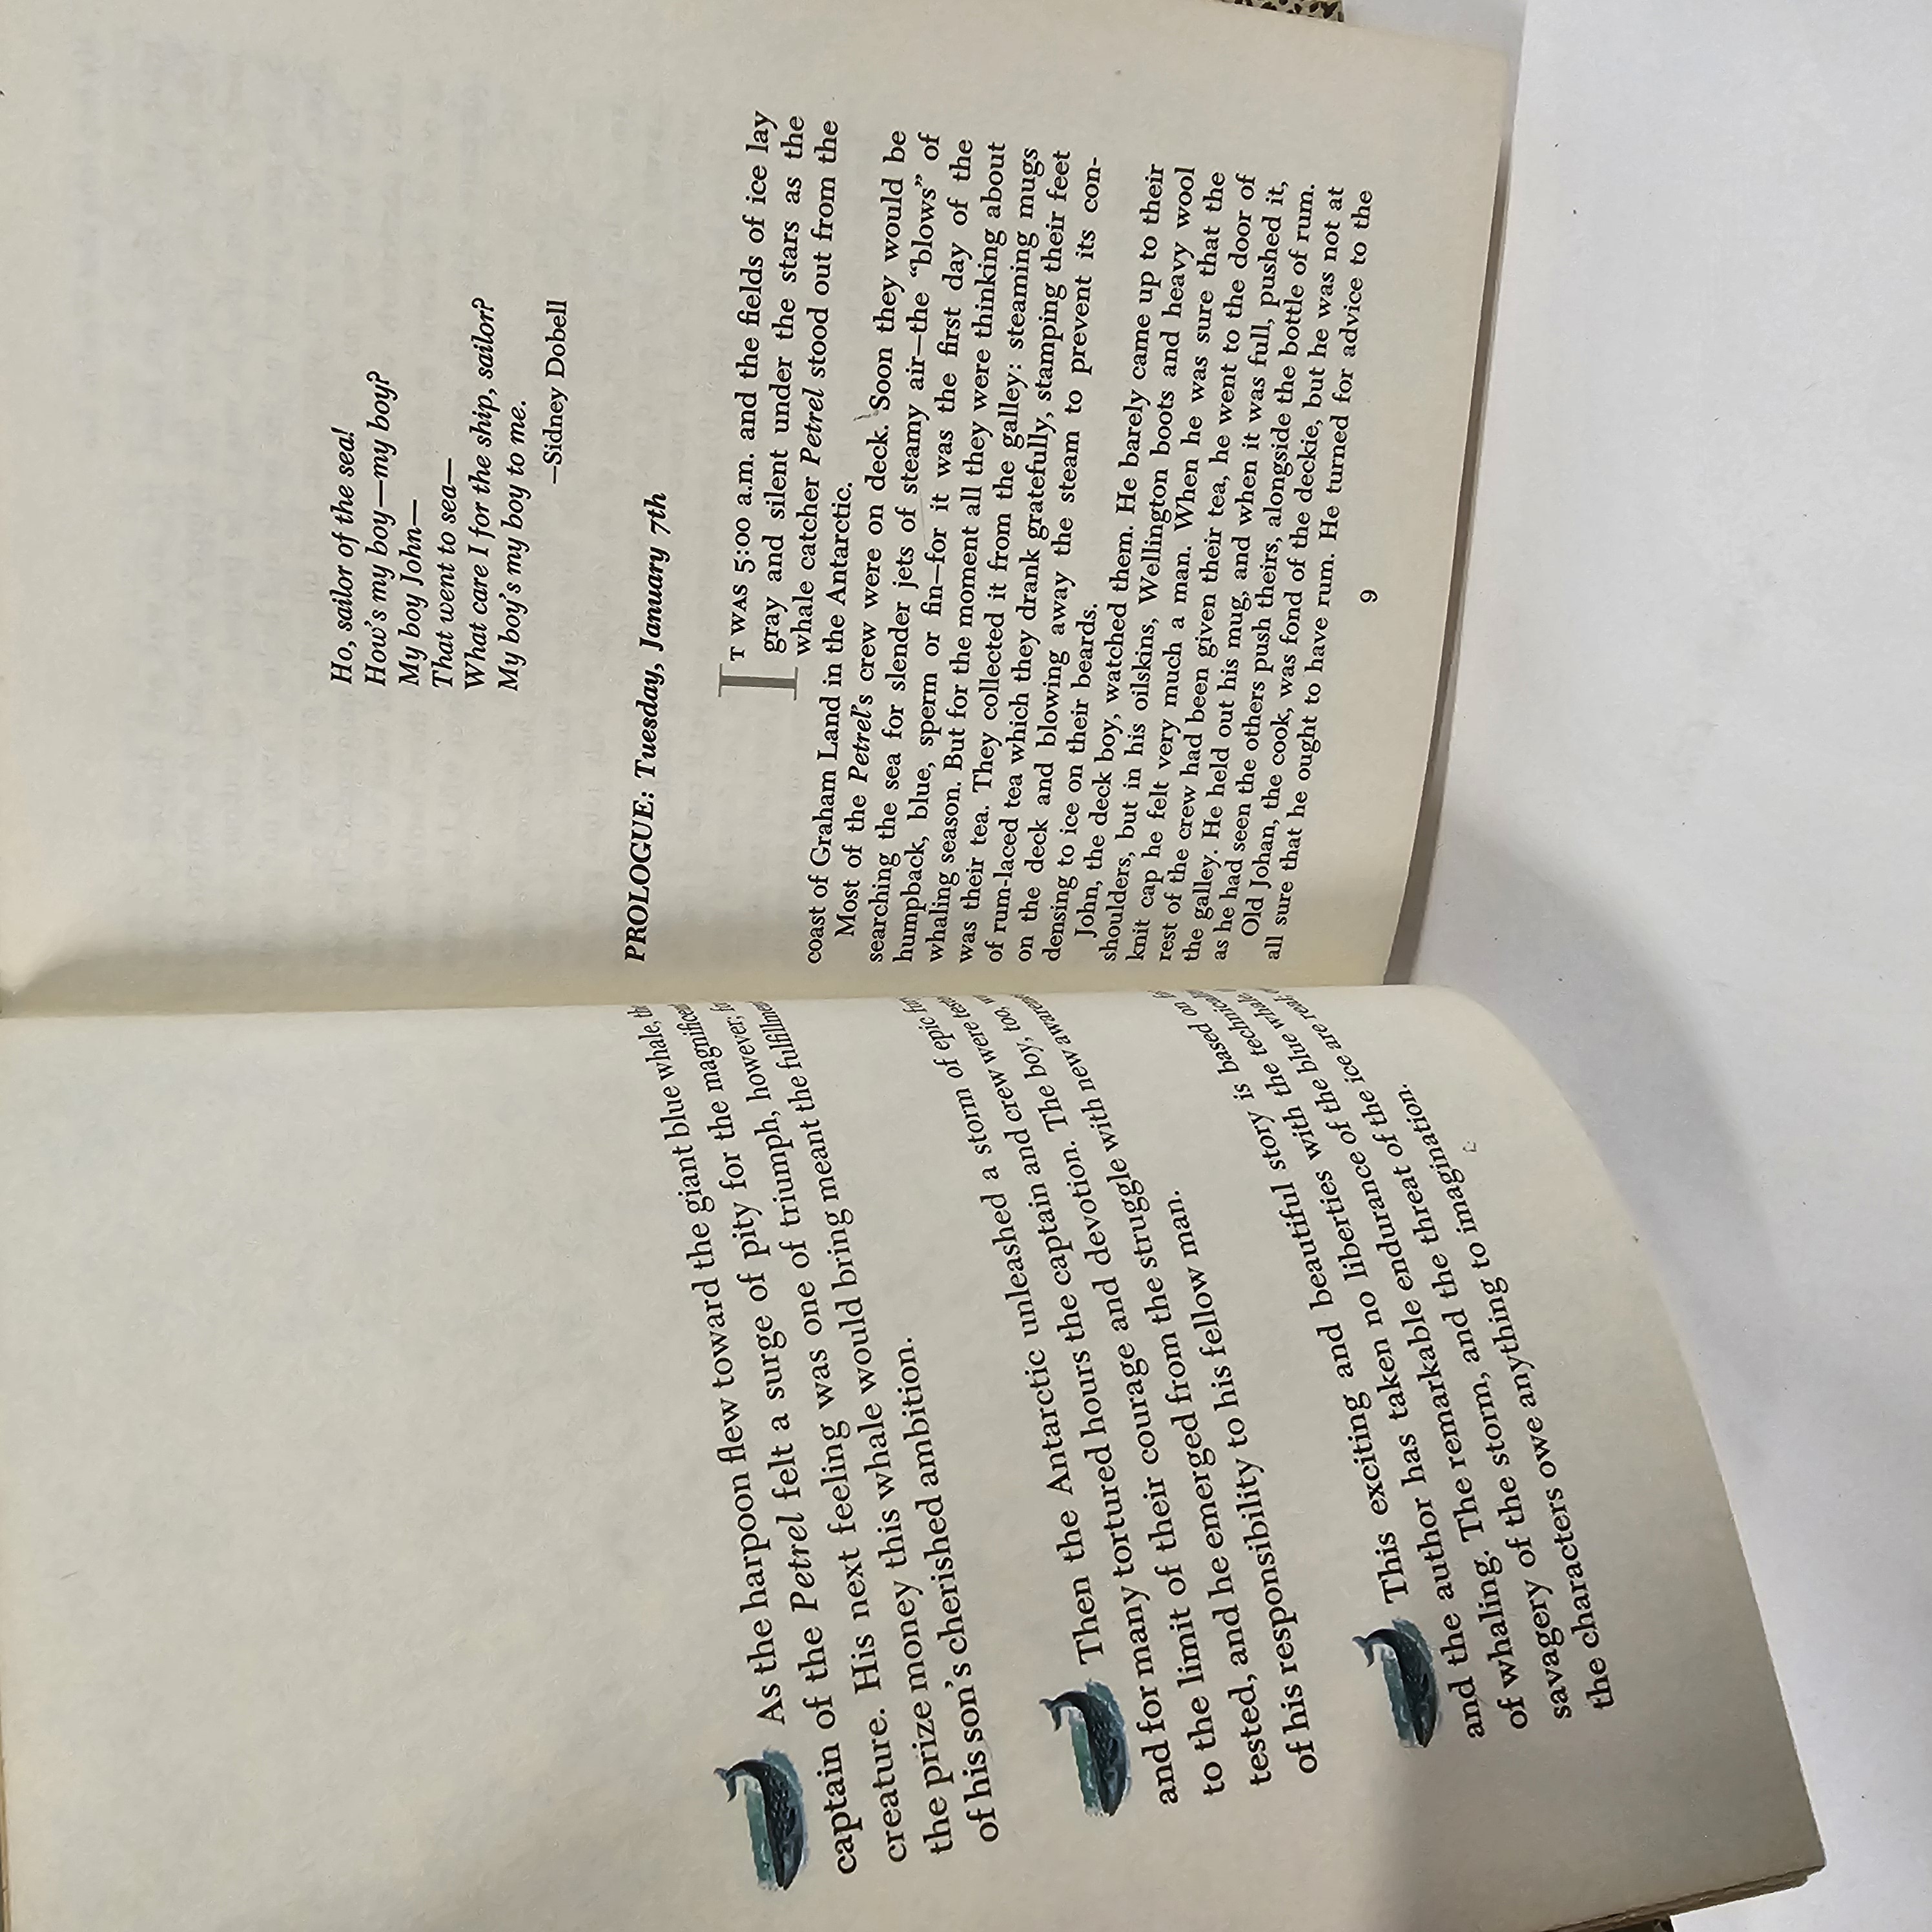 As the harpoon flew toward the giant blue whale, the
captain of the Petrel felt a surge of pity for the magnificent
creature. His next feeling was one of triumph, however; for
the prize money this whale would bring meant the fulfillment
of his son's cherished ambition.
Then the Antarctic unleashed a storm of epic fury
and for many tortured hours the captain and crew were tested
to the limit of their courage and devotion. The boy, too,
tested, and he emerged from the struggle with new
of his responsibility to his fellow man.
This exciting and beautiful story is based on
and the author has taken no liberties with the
of whaling. The remarkable endurance of the blue whale,
savagery of the storm, and the threat of the ice are real;
the characters owe anything to imagination.
Ho, sailor of the sea!
How's my boy—my boy?
My boy John—
That went to sea—
What care I for the ship, sailor?
My boy's my boy to me.
—Sidney Dobell
PROLOGUE: Tuesday, January 7th
IT WAS 5:00 a.m. and the fields of ice lay
gray and silent under the stars as the
whale catcher Petrel stood out from the
coast of Graham Land in the Antarctic.
Most of the Petrel's crew were on deck. Soon they would be
searching the sea for slender jets of steamy air—the “blows” of
humpback, blue, sperm or fin—for it was the first day of the
whaling season. But for the moment all they were thinking about
was their tea. They collected it from the galley: steaming mugs
of rum-laced tea which they drank gratefully, stamping their feet
on the deck and blowing away the steam to prevent its con-
densing to ice on their beards.
John, the deck boy, watched them. He barely came up to their
shoulders, but in his oilskins, Wellington boots and heavy wool
knit cap he felt very much a man. When he was sure that the
rest of the crew had been given their tea, he went to the door of
the galley. He held out his mug, and when it was full, pushed it,
as he had seen the others push theirs, alongside the bottle of rum.
Old Johan, the cook, was fond of the deckie, but he was not at
all sure that he ought to have rum. He turned for advice to the
9